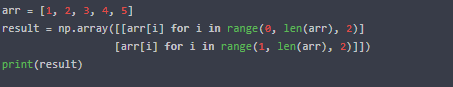 arr = [1, 2, 3, 4, 5]
result = np.array([[arr[i] for i in range(0, len(arr), 2)]
[arr[i] for i in range(1, len(arr), 2)]])
print(result)